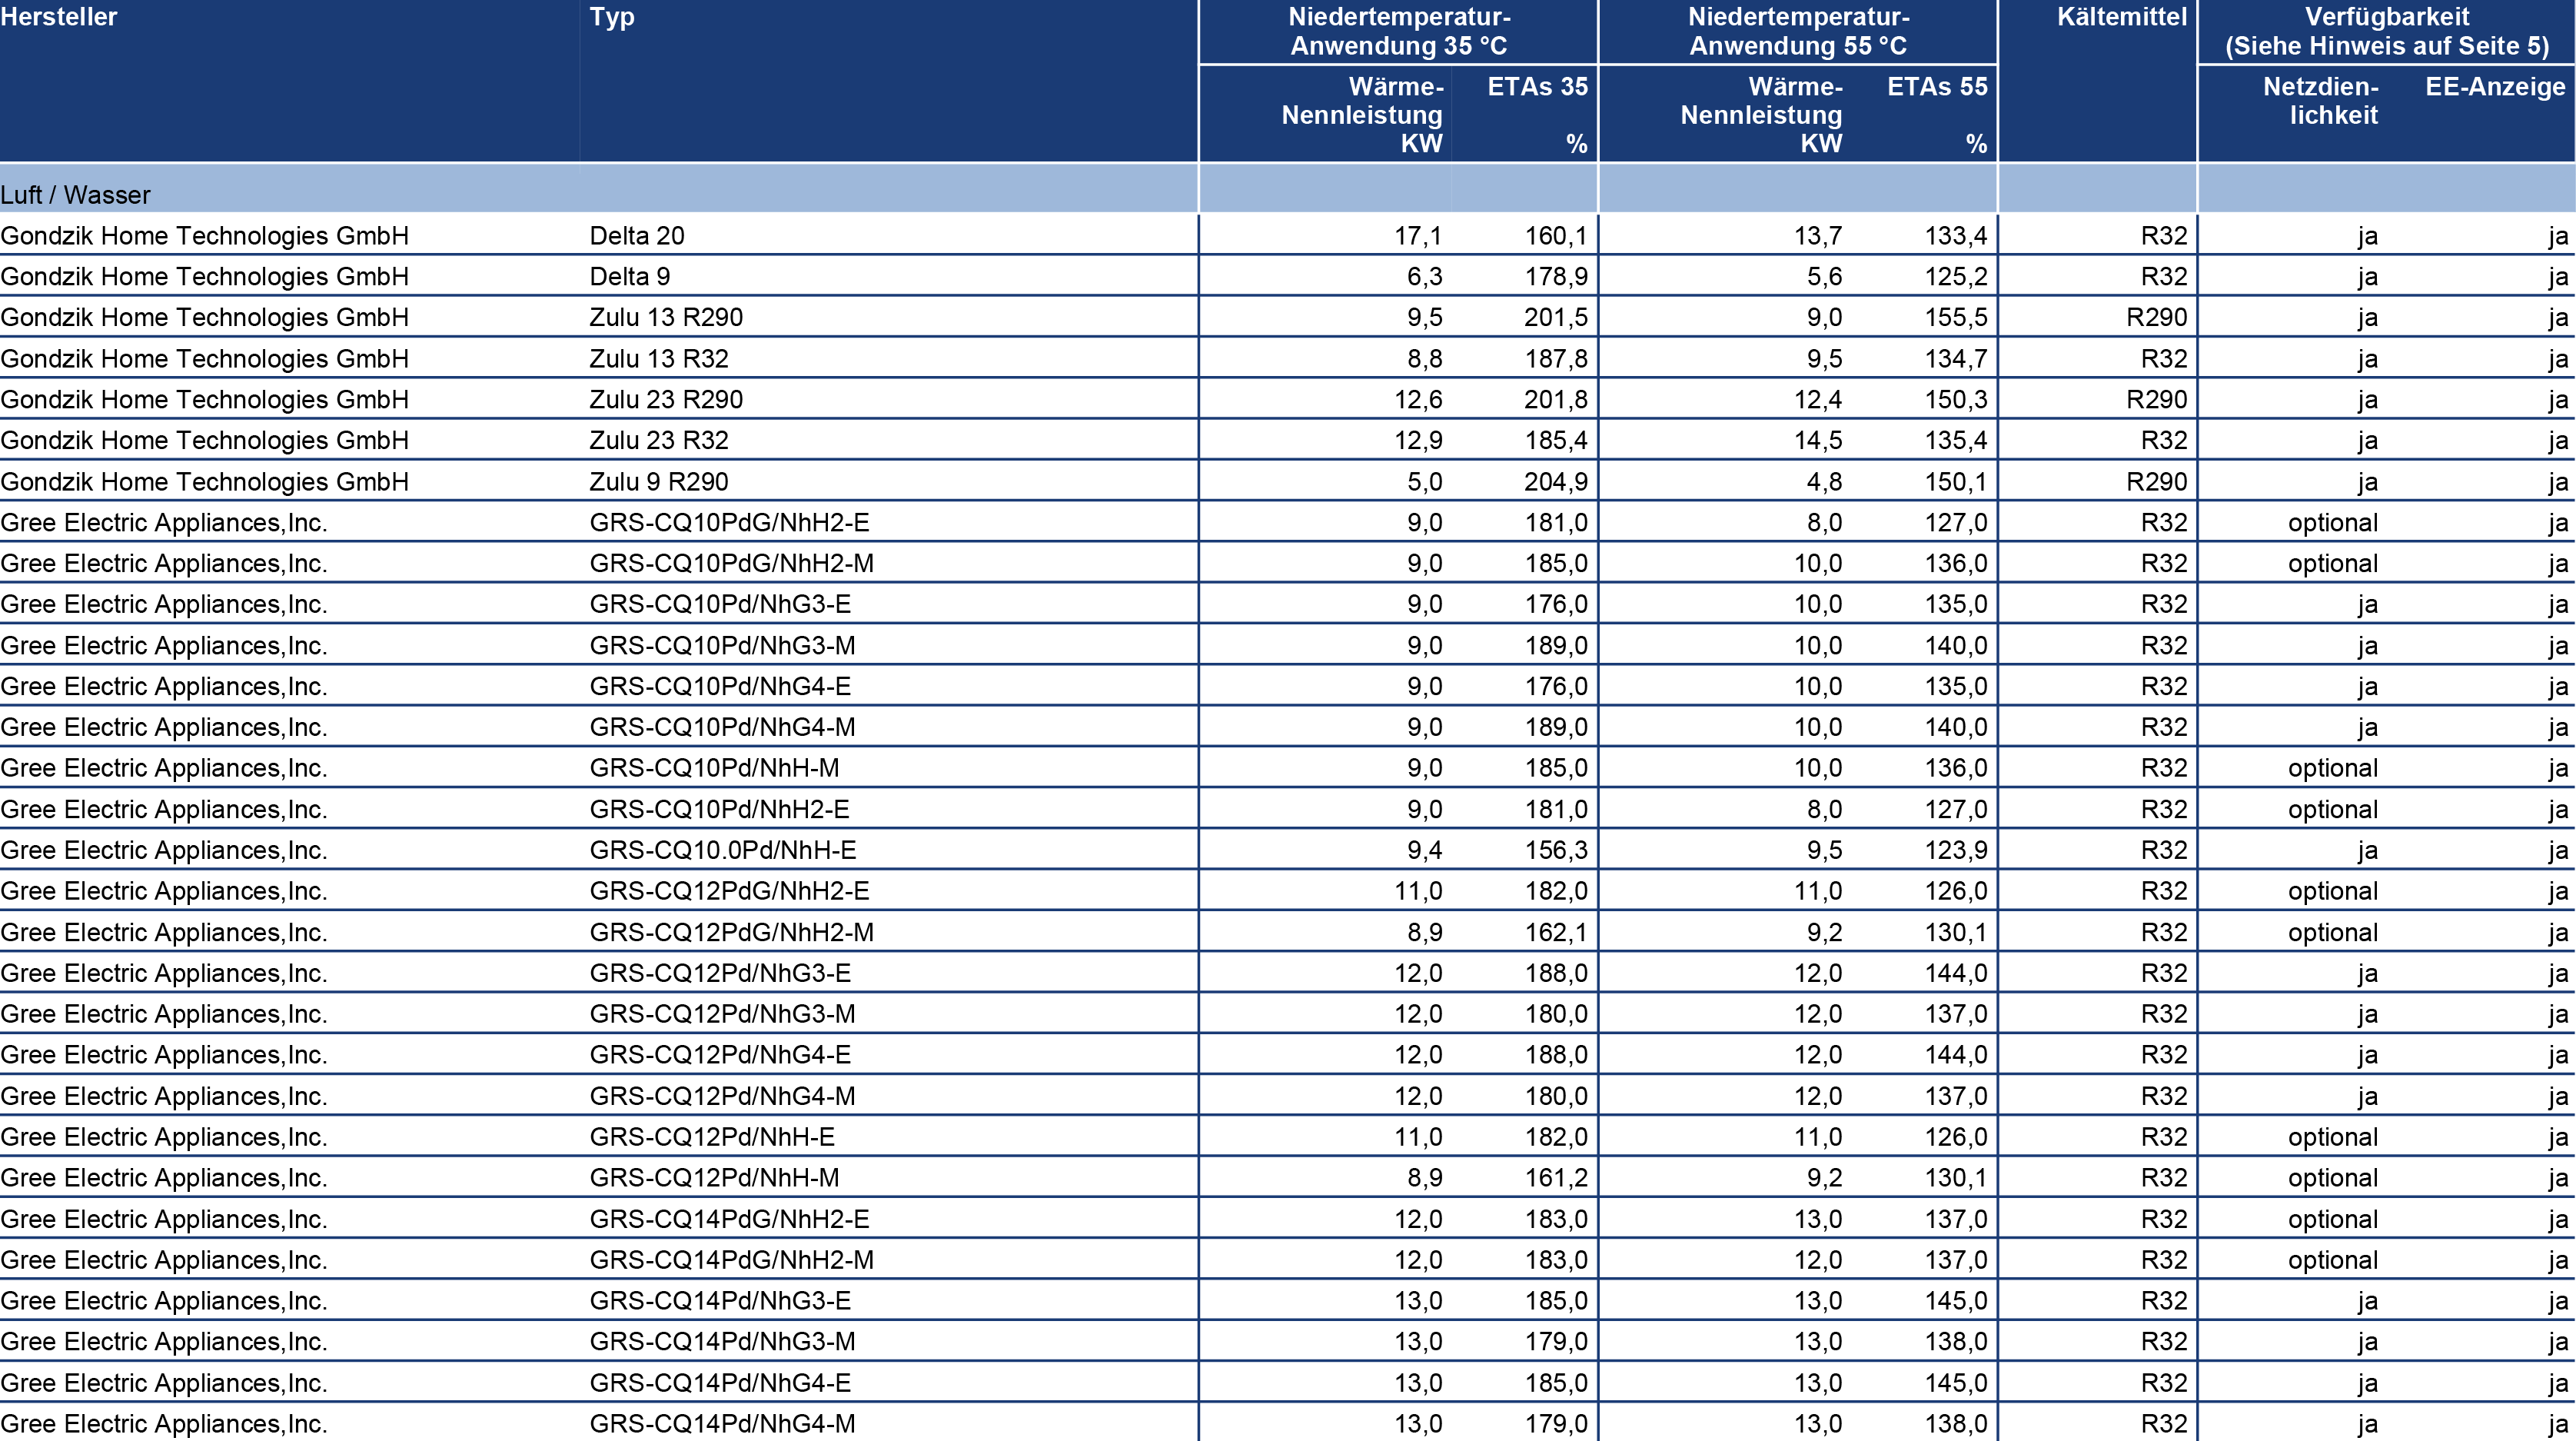 Hersteller Typ Niedertemperatur- Niedertemperatur- Kältemittel Verfügbarkeit
Anwendung 35 °C Anwendung 55 °C (Siehe Hinweis auf Seite 5)
Wärme- ETAs 35 Wärme- ETAs 55 Netzdien- EE-Anzeige
Nennleistung Nennleistung lichkeit
KW % KW %
Luft / Wasser
Gondzik Home Technologies GmbH Delta 20 17,1 160,1 13,7 133,4 R32 ja ja
Gondzik Home Technologies GmbH Delta 9 6,3 178,9 5,6 125,2 R32 ja ja
Gondzik Home Technologies GmbH Zulu 13 R290 9,5 201,5 9,0 155,5 R290 ja ja
Gondzik Home Technologies GmbH Zulu 13 R32 8,8 187,8 9,5 134,7 R32 ja ja
Gondzik Home Technologies GmbH Zulu 23 R290 12,6 201,8 12,4 150,3 R290 ja ja
Gondzik Home Technologies GmbH Zulu 23 R32 12,9 185,4 14,5 135,4 R32 ja ja
Gondzik Home Technologies GmbH Zulu 9 R290 5,0 204,9 4,8 150,1 R290 ja ja
Gree Electric Appliances,Inc. GRS-CQ10PdG/NhH2-E 9,0 181,0 8,0 127,0 R32 optional ja
Gree Electric Appliances,Inc. GRS-CQ10PdG/NhH2-M 9,0 185,0 10,0 136,0 R32 optional ja
Gree Electric Appliances,Inc. GRS-CQ10Pd/NhG3-E 9,0 176,0 10,0 135,0 R32 ja ja
Gree Electric Appliances,Inc. GRS-CQ10Pd/NhG3-M 9,0 189,0 10,0 140,0 R32 ja ja
Gree Electric Appliances,Inc. GRS-CQ10Pd/NhG4-E 9,0 176,0 10,0 135,0 R32 ja ja
Gree Electric Appliances,Inc. GRS-CQ10Pd/NhG4-M 9,0 189,0 10,0 140,0 R32 ja ja
Gree Electric Appliances,Inc. GRS-CQ10Pd/NhH-M 9,0 185,0 10,0 136,0 R32 optional ja
Gree Electric Appliances,Inc. GRS-CQ10Pd/NhH2-E 9,0 181,0 8,0 127,0 R32 optional ja
Gree Electric Appliances,Inc. GRS-CQ10.0Pd/NhH-E 9,4 156,3 9,5 123,9 R32 ja ja
Gree Electric Appliances,Inc. GRS-CQ12PdG/NhH2-E 11,0 182,0 11,0 126,0 R32 optional ja
Gree Electric Appliances,Inc. GRS-CQ12PdG/NhH2-M 8,9 162,1 9,2 130,1 R32 optional ja
Gree Electric Appliances,Inc. GRS-CQ12Pd/NhG3-E 12,0 188,0 12,0 144,0 R32 ja ja
Gree Electric Appliances,Inc. GRS-CQ12Pd/NhG3-M 12,0 180,0 12,0 137,0 R32 ja ja
Gree Electric Appliances,Inc. GRS-CQ12Pd/NhG4-E 12,0 188,0 12,0 144,0 R32 ja ja
Gree Electric Appliances,Inc. GRS-CQ12Pd/NhG4-M 12,0 180,0 12,0 137,0 R32 ja ja
Gree Electric Appliances,Inc. GRS-CQ12Pd/NhH-E 11,0 182,0 11,0 126,0 R32 optional ja
Gree Electric Appliances,Inc. GRS-CQ12Pd/NhH-M 8,9 161,2 9,2 130,1 R32 optional ja
Gree Electric Appliances,Inc. GRS-CQ14PdG/NhH2-E 12,0 183,0 13,0 137,0 R32 optional ja
Gree Electric Appliances,Inc. GRS-CQ14PdG/NhH2-M 12,0 183,0 12,0 137,0 R32 optional ja
Gree Electric Appliances,Inc. GRS-CQ14Pd/NhG3-E 13,0 185,0 13,0 145,0 R32 ja ja
Gree Electric Appliances,Inc. GRS-CQ14Pd/NhG3-M 13,0 179,0 13,0 138,0 R32 ja ja
Gree Electric Appliances,Inc. GRS-CQ14Pd/NhG4-E 13,0 185,0 13,0 145,0 R32 ja ja
Gree Electric Appliances,Inc. GRS-CQ14Pd/NhG4-M 13,0 179,0 13,0 138,0 R32 ja ja